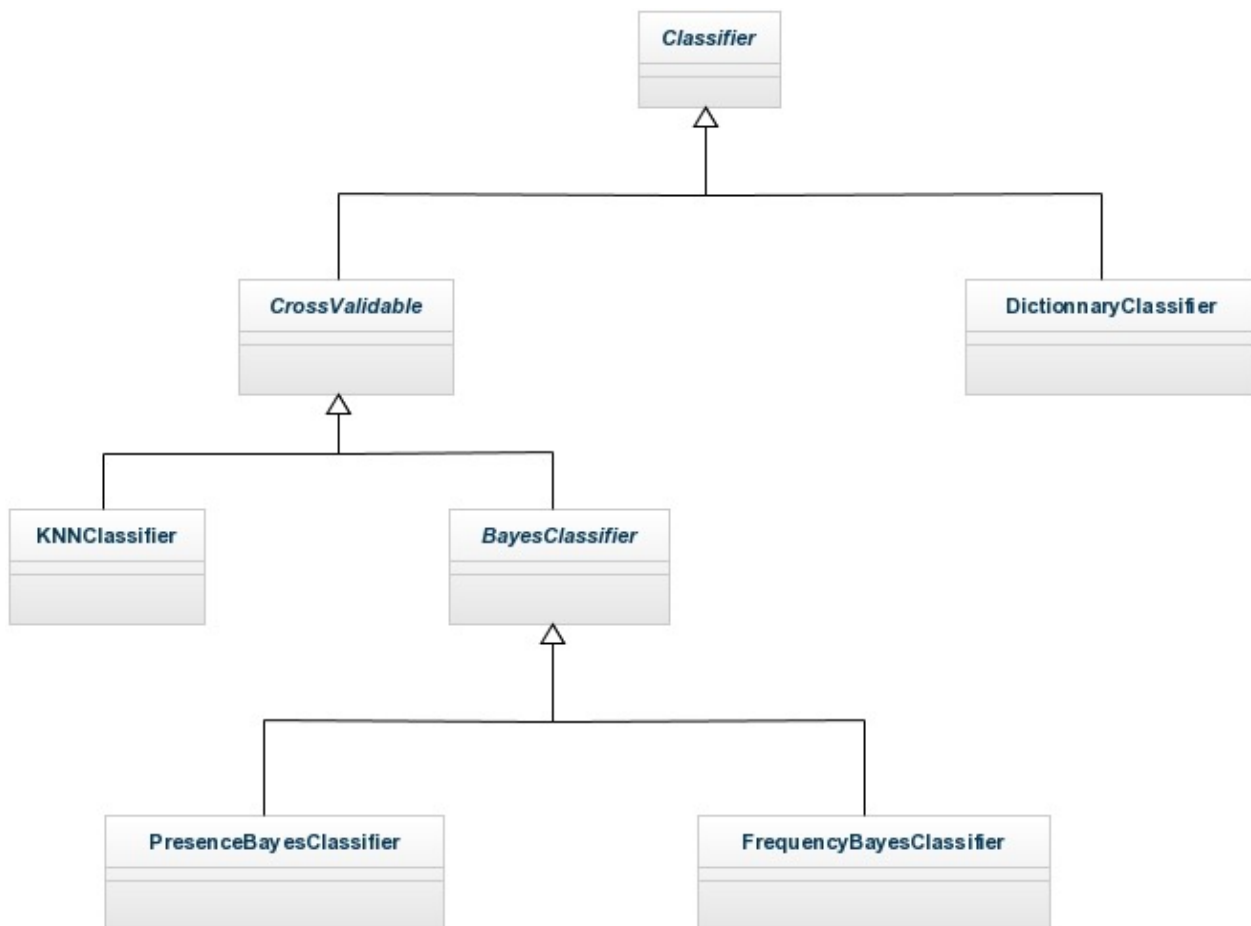 Classifier
CrossValidable
DictionnaryClassifier
KNNClassifier
BayesClassifier
PresenceBayesClassifier
FrequencyBayesClassifier